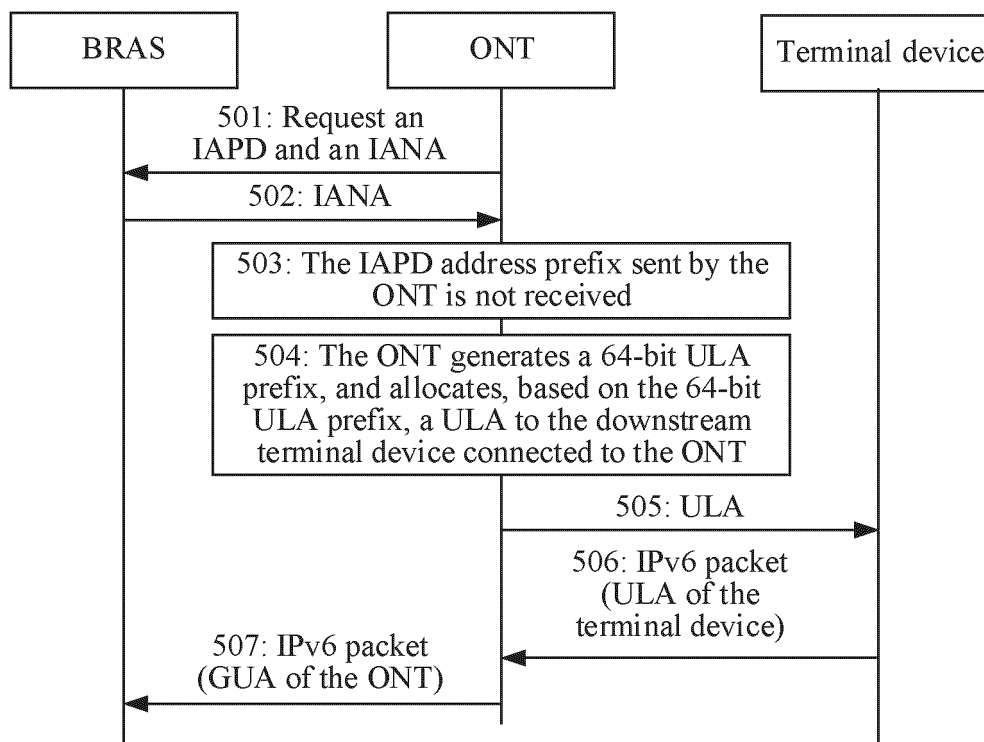 BRAS
ONT
Terminal device
501: Request an
IAPD and an IANA
502: IANA
503: The IAPD address prefix sent by the
ONT is not received
504: The ONT generates a 64-bit ULA
prefix, and allocates, based on the 64-bit
ULA prefix, a ULA to the downstream
terminal device connected to the ONT
505: ULA
506: IPv6 packet
(ULA of the
terminal device)
507: IPv6 packet
(GUA of the ONT)